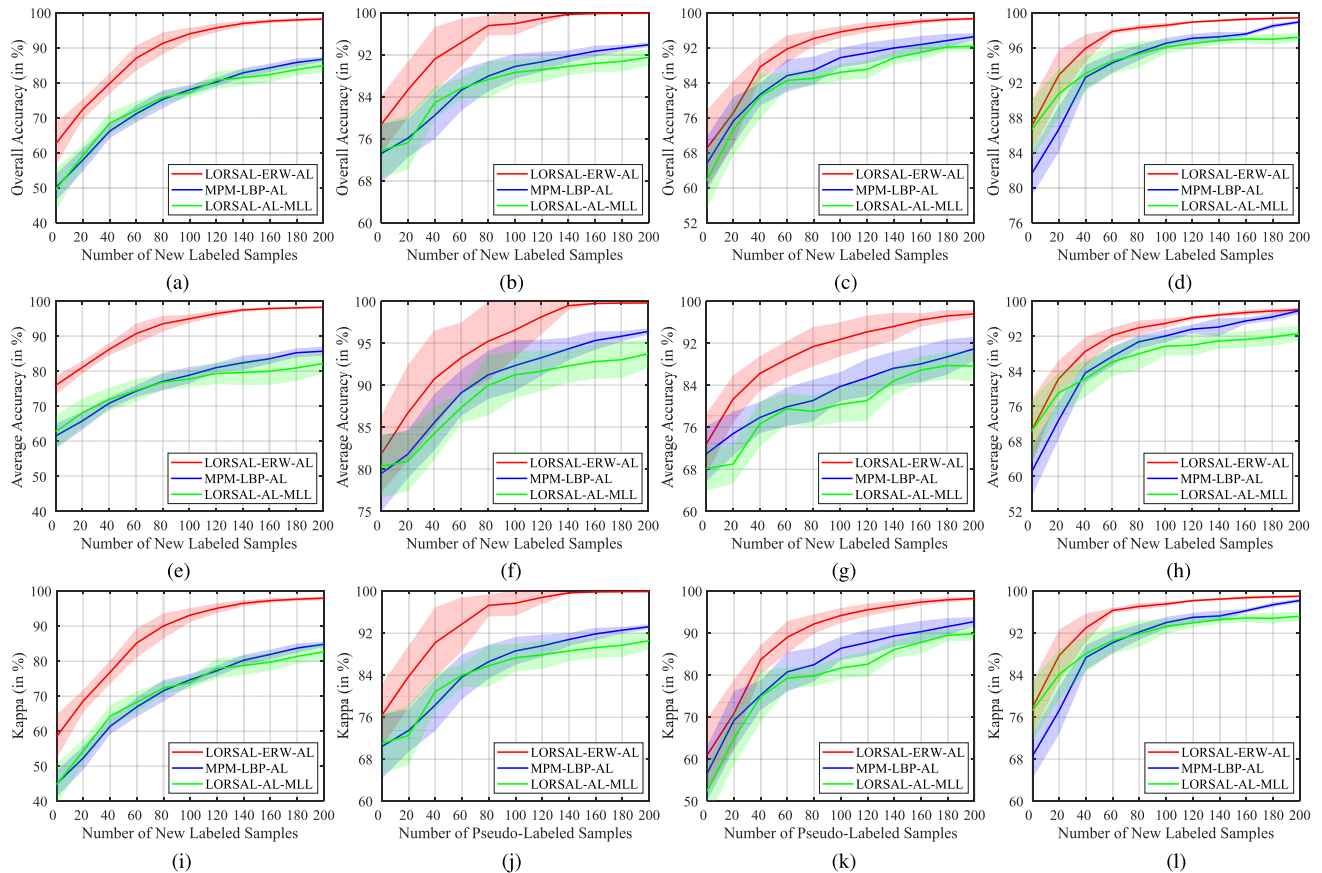 Overall Accuracy (in %)
100
90
80
70
60
50
40
0 20 40 60 80 100 120 140 160 180 200
Number of New Labeled Samples
LORSAL-ERW-AL
MPM-LBP-AL
LORSAL-AL-MLL
(a)
Overall Accuracy (in %)
100
92
84
76
68
60
0 20 40 60 80 100 120 140 160 180 200
Number of New Labeled Samples
LORSAL-ERW-AL
MPM-LBP-AL
LORSAL-AL-MLL
(b)
Overall Accuracy (in %)
100
92
84
76
68
60
52
0 20 40 60 80 100 120 140 160 180 200
Number of New Labeled Samples
LORSAL-ERW-AL
MPM-LBP-AL
LORSAL-AL-MLL
(c)
Overall Accuracy (in %)
100
96
92
88
84
80
76
0 20 40 60 80 100 120 140 160 180 200
Number of New Labeled Samples
LORSAL-ERW-AL
MPM-LBP-AL
LORSAL-AL-MLL
(d)
Average Accuracy (in %)
100
90
80
70
60
50
40
0 20 40 60 80 100 120 140 160 180 200
Number of New Labeled Samples
LORSAL-ERW-AL
MPM-LBP-AL
LORSAL-AL-MLL
(e)
Average Accuracy (in %)
100
95
90
85
80
75
0 20 40 60 80 100 120 140 160 180 200
Number of New Labeled Samples
LORSAL-ERW-AL
MPM-LBP-AL
LORSAL-AL-MLL
(f)
Average Accuracy (in %)
100
92
84
76
68
60
0 20 40 60 80 100 120 140 160 180 200
Number of New Labeled Samples
LORSAL-ERW-AL
MPM-LBP-AL
LORSAL-AL-MLL
(g)
Average Accuracy (in %)
100
92
84
76
68
60
52
0 20 40 60 80 100 120 140 160 180 200
Number of New Labeled Samples
LORSAL-ERW-AL
MPM-LBP-AL
LORSAL-AL-MLL
(h)
Kappa (in %)
100
90
80
70
60
50
40
0 20 40 60 80 100 120 140 160 180 200
Number of New Labeled Samples
LORSAL-ERW-AL
MPM-LBP-AL
LORSAL-AL-MLL
(i)
Kappa (in %)
100
92
84
76
68
60
0 20 40 60 80 100 120 140 160 180 200
Number of Pseudo-Labeled Samples
LORSAL-ERW-AL
MPM-LBP-AL
LORSAL-AL-MLL
(j)
Kappa (in %)
100
90
80
70
60
50
0 20 40 60 80 100 120 140 160 180 200
Number of Pseudo-Labeled Samples
LORSAL-ERW-AL
MPM-LBP-AL
LORSAL-AL-MLL
(k)
Kappa (in %)
100
92
84
76
68
60
0 20 40 60 80 100 120 140 160 180 200
Number of New Labeled Samples
LORSAL-ERW-AL
MPM-LBP-AL
LORSAL-AL-MLL
(l)